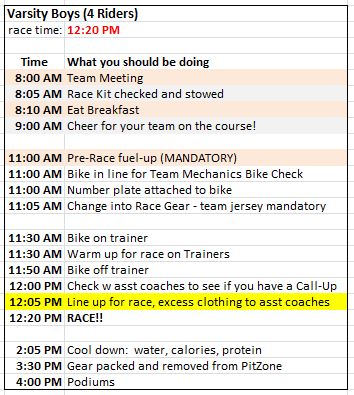 Varsity Boys (4 Riders)
race time: 12:20 PM
Time What you should be doing
8:00 AM Team Meeting
8:05 AM Race Kit checked and stowed
8:10 AM Eat Breakfast
9:00 AM Cheer for your team on the course!
11:00 AM Pre-Race fuel-up (MANDATORY)
11:00 AM Bike in line for Team Mechanics Bike Check
11:00 AM Number plate attached to bike
11:05 AM Change into Race Gear - team jersey mandatory
11:30 AM Bike on trainer
11:30 AM Warm up for race on Trainers
11:50 AM Bike off trainer
12:00 PM Check w asst coaches to see if you have a Call-Up
12:05 PM Line up for race, excess clothing to asst coaches
12:20 PM RACE!!
2:05 PM Cool down: water, calories, protein
3:30 PM Gear packed and removed from PitZone
4:00 PM Podiums